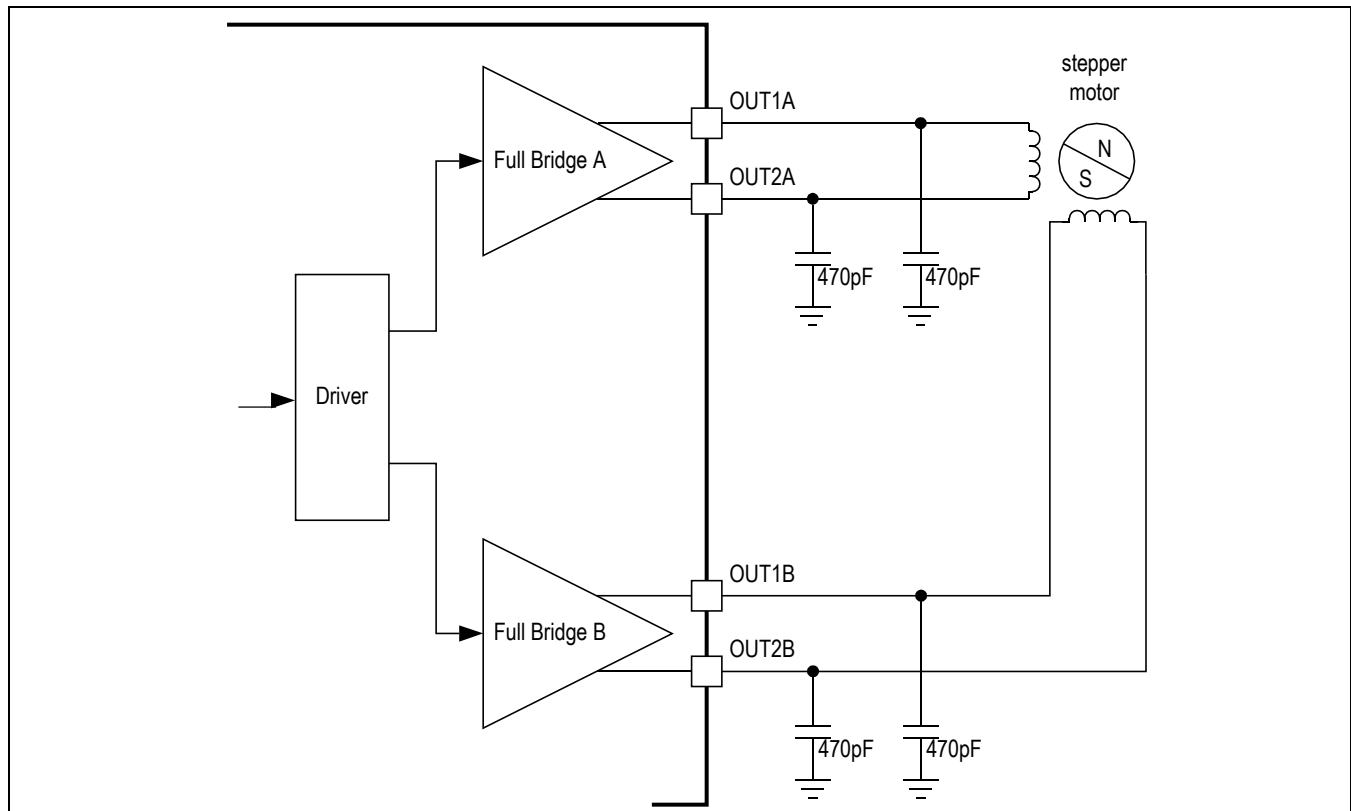 stepper
motor
OUT1A
N
Full Bridge A
S
OUT2A
470pF
470pF
Driver
OUT1B
Full Bridge B
OUT2B
470pF
470pF